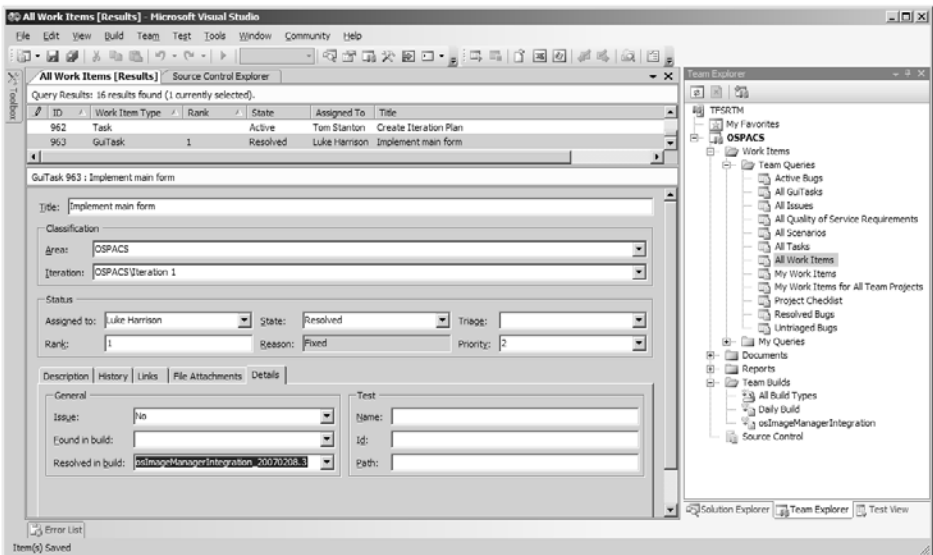 All Work Items [Results] - Microsoft Visual Studio
File Edit View Build Team Test Tools Window Community Help
Toolbox
All Work Items [Results] Source Control Explorer
Query Results: 16 results found (1 currently selected).
ID Work Item Type Rank State Assigned To Title
962 Task Active Tom Stanton Create Iteration Plan
963 GuiTask 1 Resolved Luke Harrison Implement main form
GuiTask 963 : Implement main form
Title: Implement main form
Classification
Area: OSPACS
Iteration: OSPACS\Iteration 1
Status
Assigned to: Luke Harrison State: Resolved Triage:
Rank: 1 Reason: Fixed Priority: 2
Description History Links File Attachments Details
General
Issue: No
Found in build:
Resolved in build: osImageManagerIntegration_20070208.3
Test
Name:
Id:
Path:
Error List
Item(s) Saved
Team Explorer
TFSRTM
My Favorites
OSPACS
Work Items
Team Queries
Active Bugs
All GuiTasks
All Issues
All Quality of Service Requirements
All Scenarios
All Tasks
All Work Items
My Work Items
My Work Items for All Team Projects
Project Checklist
Resolved Bugs
Untriaged Bugs
My Queries
Documents
Reports
Team Builds
All Build Types
Daily Build
osImageManagerIntegration
Source Control
Solution Explorer Team Explorer Test View